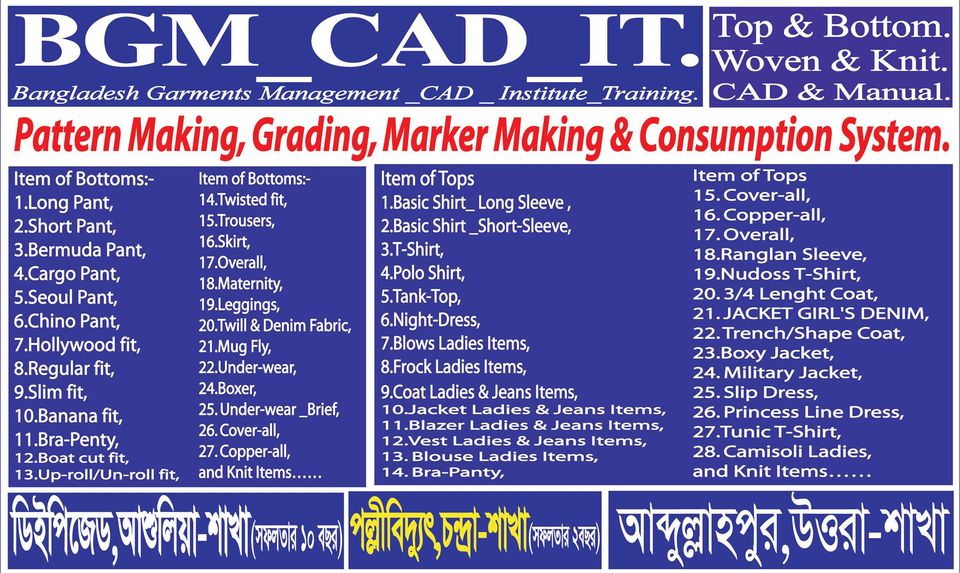 BGM_CAD_IT.
Bangladesh Garments Management _CAD _ Institute_Training.
Top & Bottom.
Woven & Knit.
CAD & Manual.
Pattern Making, Grading, Marker Making & Consumption System.
Item of Bottoms:-
1.Long Pant,
2.Short Pant,
3.Bermuda Pant,
4.Cargo Pant,
5.Seoul Pant,
6.Chino Pant,
7.Hollywood fit,
8.Regular fit,
9.Slim fit,
10.Banana fit,
11.Bra-Penty,
12.Boat cut fit,
13.Up-roll/Un-roll fit,
Item of Bottoms:-
14.Twisted fit,
15.Trousers,
16.Skirt,
17.Overall,
18.Maternity,
19.Leggings,
20.Twill & Denim Fabric,
21.Mug Fly,
22.Under-wear,
24.Boxer,
25. Under-wear _Brief,
26. Cover-all,
27. Copper-all,
and Knit Items......
Item of Tops
1.Basic Shirt_ Long Sleeve ,
2.Basic Shirt _Short-Sleeve,
3.T-Shirt,
4.Polo Shirt,
5.Tank-Top,
6.Night-Dress,
7.Blows Ladies Items,
8.Frock Ladies Items,
9.Coat Ladies & Jeans Items,
10.Jacket Ladies & Jeans Items,
11.Blazer Ladies & Jeans Items,
12.Vest Ladies & Jeans Items,
13. Blouse Ladies Items,
14. Bra-Panty,
Item of Tops
15. Cover-all,
16. Copper-all,
17. Overall,
18.Ranglan Sleeve,
19.Nudoss T-Shirt,
20. 3/4 Lenght Coat,
21. JACKET GIRL'S DENIM,
22. Trench/Shape Coat,
23.Boxy Jacket,
24. Military Jacket,
25. Slip Dress,
26. Princess Line Dress,
27.Tunic T-Shirt,
28. Camisoli Ladies,
and Knit Items......
ডিইপিজেড,আশুলিয়া-শাখা(সফলতার ১০ বছর)
পল্লীবিদ্যুৎ,চন্দ্রা-শাখা(সফলতার ২বছর)
আব্দুল্লাহপুর,উত্তরা-শাখা